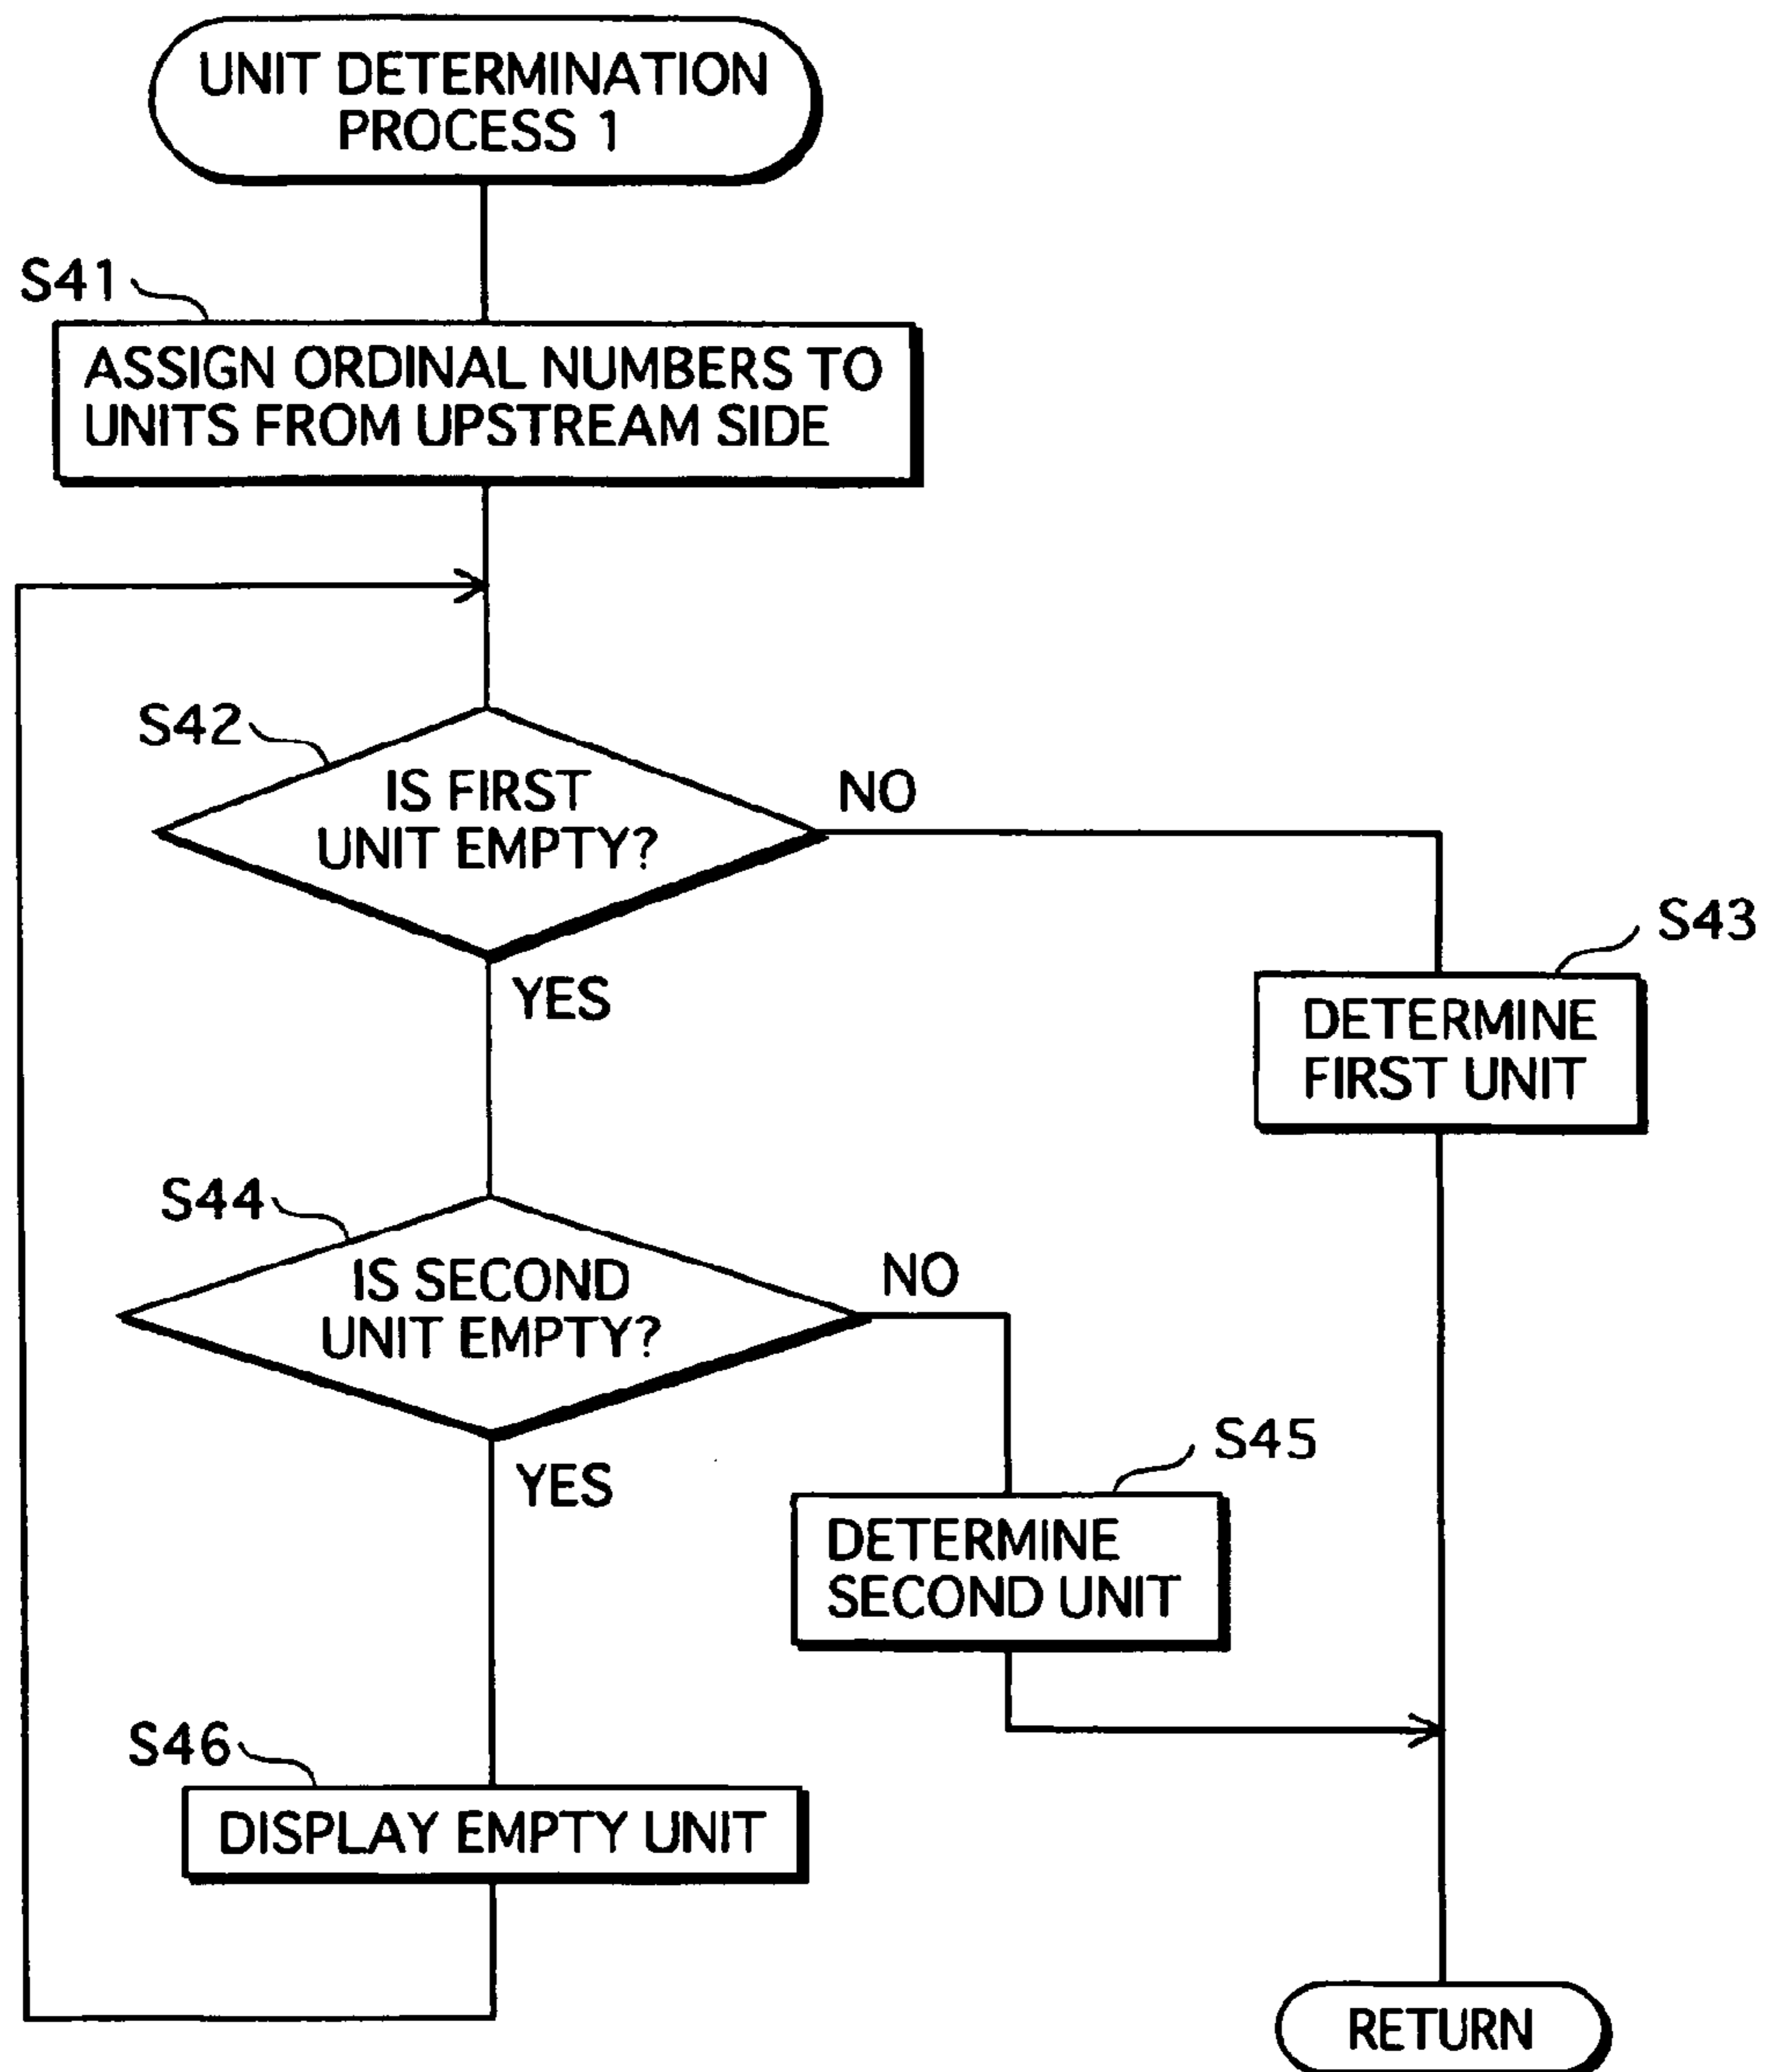 UNIT DETERMINATION
PROCESS 1
S41
ASSIGN ORDINAL NUMBERS TO
UNITS FROM UPSTREAM SIDE
S42
IS FIRST
UNIT EMPTY?
NO
YES
S43
DETERMINE
FIRST UNIT
S44
IS SECOND
UNIT EMPTY?
NO
YES
S45
DETERMINE
SECOND UNIT
S46
DISPLAY EMPTY UNIT
RETURN